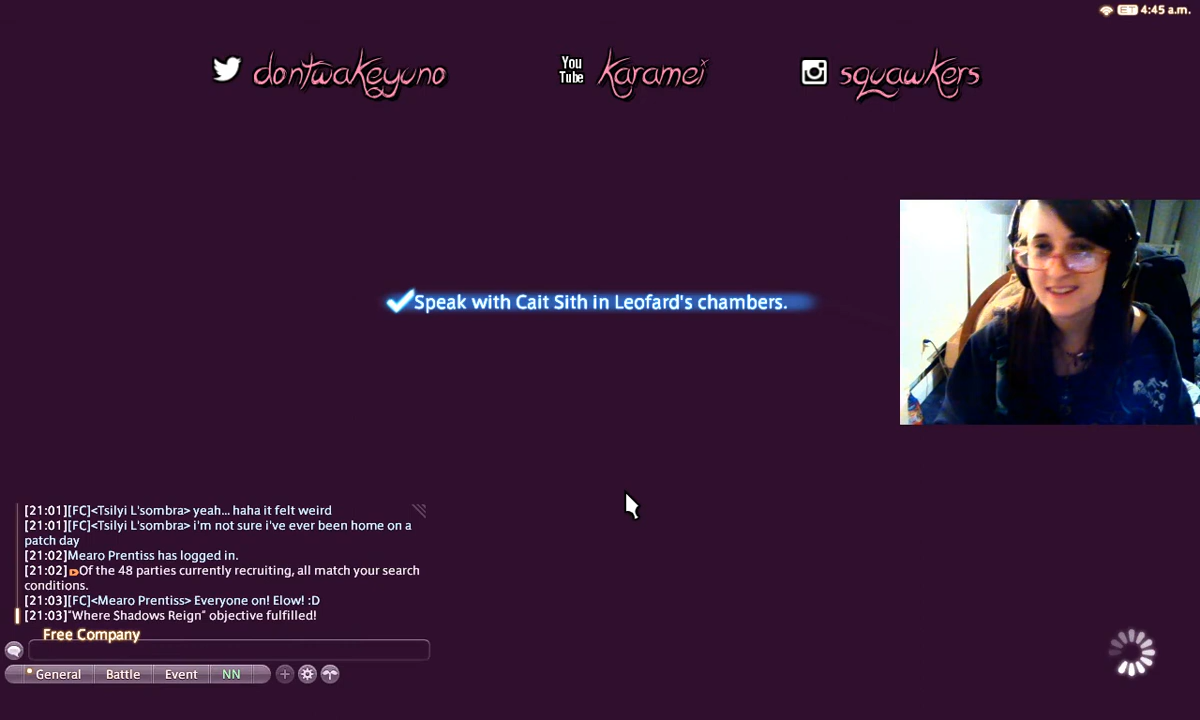 ET 4:45 a.m.
dontwakeyuno
You Tube karamei
squawkers
Speak with Cait Sith in Leofard's chambers.
[21:01][FC]<Tsilyi L'sombra> yeah... haha it felt weird
[21:01][FC]<Tsilyi L'sombra> i'm not sure i've ever been home on a
patch day
[21:02]Mearo Prentiss has logged in.
[21:02]Of the 48 parties currently recruiting, all match your search
conditions.
[21:03][FC]<Mearo Prentiss> Everyone on! Elow! :D
[21:03]"Where Shadows Reign" objective fulfilled!
Free Company
General Battle Event NN